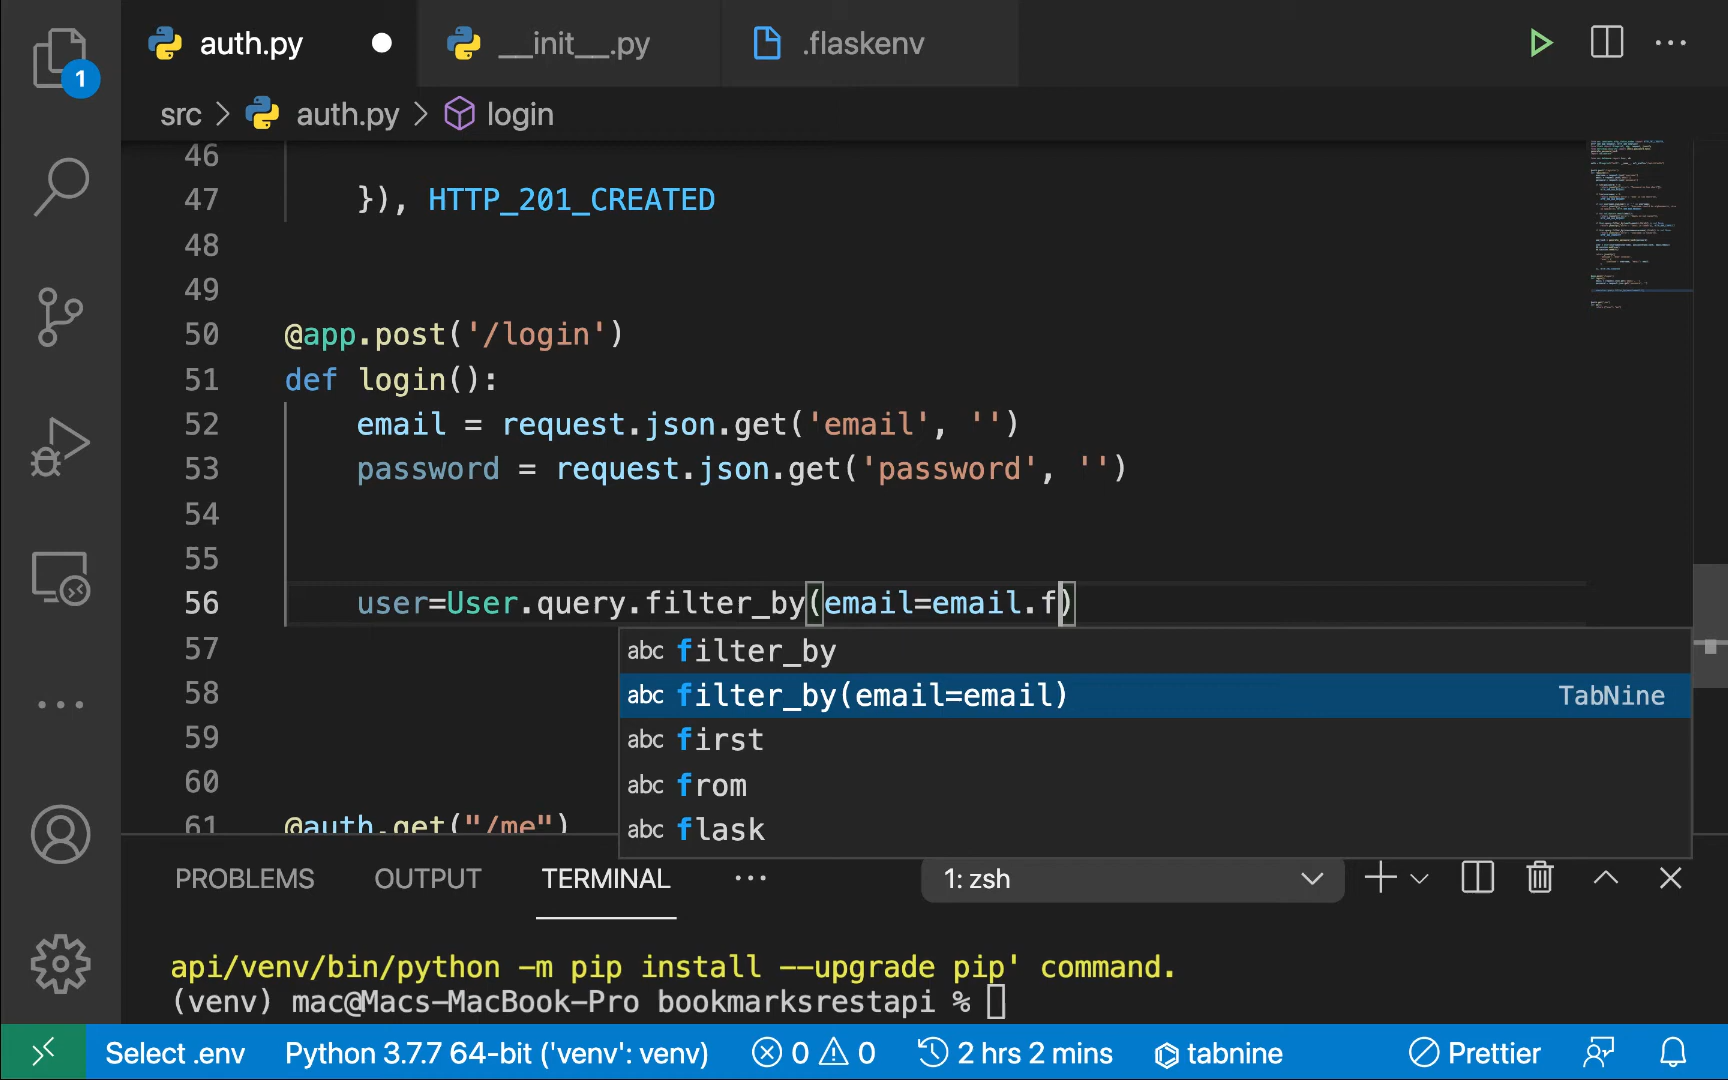 auth.py
__init__.py
.flaskenv
1
src > auth.py > login
46
47 }), HTTP_201_CREATED
48
49
50 @app.post('/login')
51 def login():
52 email = request.json.get('email', '')
53 password = request.json.get('password', '')
54
55
56 user=User.query.filter_by(email=email.f)
57 abc filter_by
58 abc filter_by(email=email) TabNine
59 abc first
60 abc from
61 @auth.get("/me") abc flask
PROBLEMS OUTPUT TERMINAL ··· 1: zsh
api/venv/bin/python -m pip install --upgrade pip' command.
(venv) mac@Macs-MacBook-Pro bookmarksrestapi %
Select .env Python 3.7.7 64-bit ('venv': venv) 0 0 2 hrs 2 mins tabnine Prettier